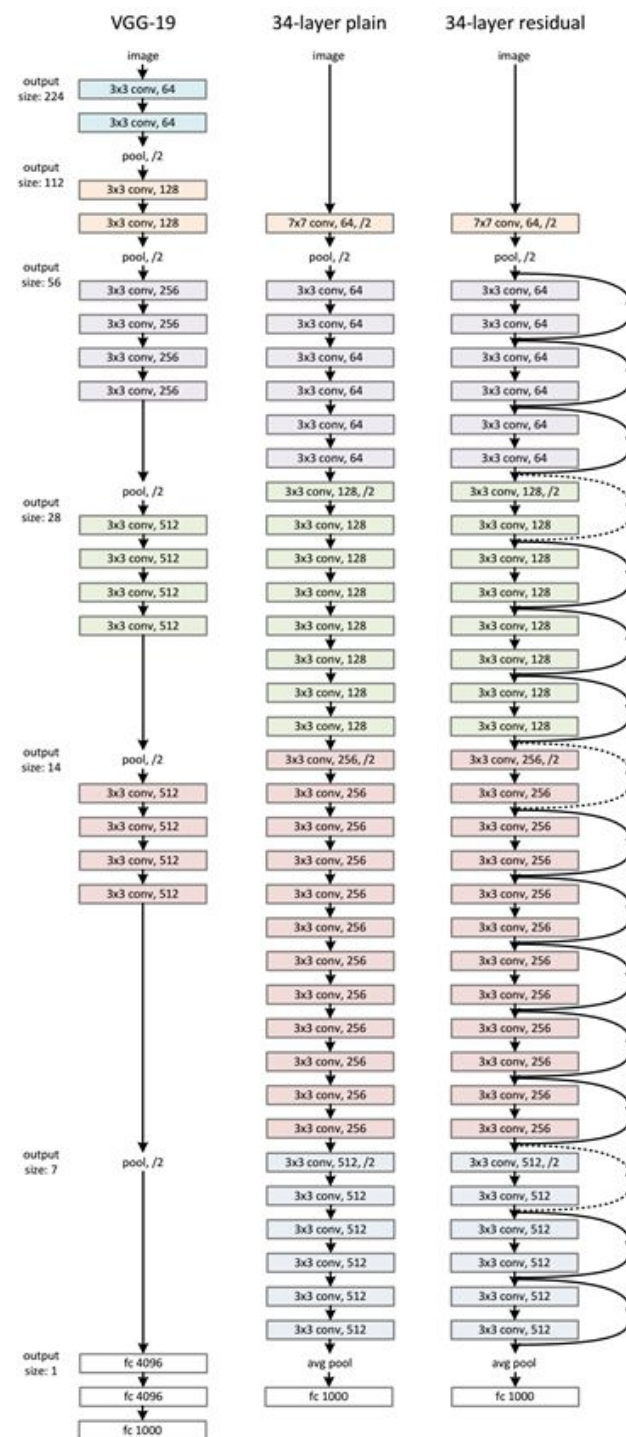 VGG-19
34-layer plain
34-layer residual
output
size: 224
output
size: 112
output
size: 56
output
size: 28
output
size: 14
output
size: 7
output
size: 1
image
3x3 conv, 64
3x3 conv, 64
pool, /2
3x3 conv, 128
3x3 conv, 128
pool, /2
3x3 conv, 256
3x3 conv, 256
3x3 conv, 256
3x3 conv, 256
pool, /2
3x3 conv, 512
3x3 conv, 512
3x3 conv, 512
3x3 conv, 512
pool, /2
3x3 conv, 512
3x3 conv, 512
3x3 conv, 512
3x3 conv, 512
pool, /2
fc 4096
fc 4096
fc 1000
image
7x7 conv, 64, /2
pool, /2
3x3 conv, 64
3x3 conv, 64
3x3 conv, 64
3x3 conv, 64
3x3 conv, 64
3x3 conv, 64
3x3 conv, 128, /2
3x3 conv, 128
3x3 conv, 128
3x3 conv, 128
3x3 conv, 128
3x3 conv, 128
3x3 conv, 128
3x3 conv, 128
3x3 conv, 256, /2
3x3 conv, 256
3x3 conv, 256
3x3 conv, 256
3x3 conv, 256
3x3 conv, 256
3x3 conv, 256
3x3 conv, 256
3x3 conv, 256
3x3 conv, 256
3x3 conv, 256
3x3 conv, 256
3x3 conv, 512, /2
3x3 conv, 512
3x3 conv, 512
3x3 conv, 512
3x3 conv, 512
3x3 conv, 512
avg pool
fc 1000
image
7x7 conv, 64, /2
pool, /2
3x3 conv, 64
3x3 conv, 64
3x3 conv, 64
3x3 conv, 64
3x3 conv, 64
3x3 conv, 64
3x3 conv, 128, /2
3x3 conv, 128
3x3 conv, 128
3x3 conv, 128
3x3 conv, 128
3x3 conv, 128
3x3 conv, 128
3x3 conv, 128
3x3 conv, 256, /2
3x3 conv, 256
3x3 conv, 256
3x3 conv, 256
3x3 conv, 256
3x3 conv, 256
3x3 conv, 256
3x3 conv, 256
3x3 conv, 256
3x3 conv, 256
3x3 conv, 256
3x3 conv, 256
3x3 conv, 512, /2
3x3 conv, 512
3x3 conv, 512
3x3 conv, 512
3x3 conv, 512
3x3 conv, 512
avg pool
fc 1000